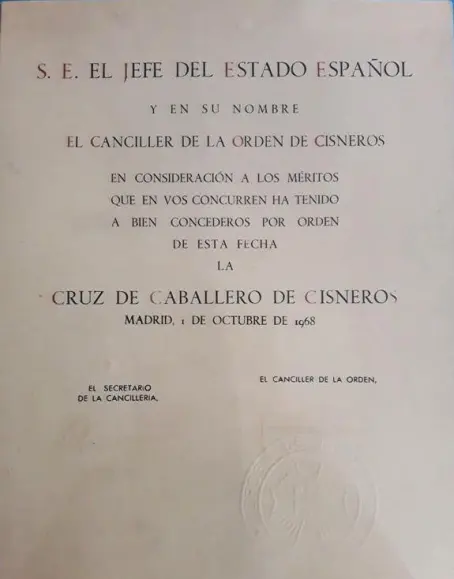 S. E. EL JEFE DEL ESTADO ESPAÑOL
Y EN SU NOMBRE
EL CANCILLER DE LA ORDEN DE CISNEROS
EN CONSIDERACIÓN A LOS MÉRITOS
QUE EN VOS CONCURREN HA TENIDO
A BIEN CONCEDEROS POR ORDEN
DE ESTA FECHA
LA
CRUZ DE CABALLERO DE CISNEROS
MADRID, 1 DE OCTUBRE DE 1968
EL SECRETARIO
DE LA CANCILLERIA,
EL CANCILLER DE LA ORDEN,